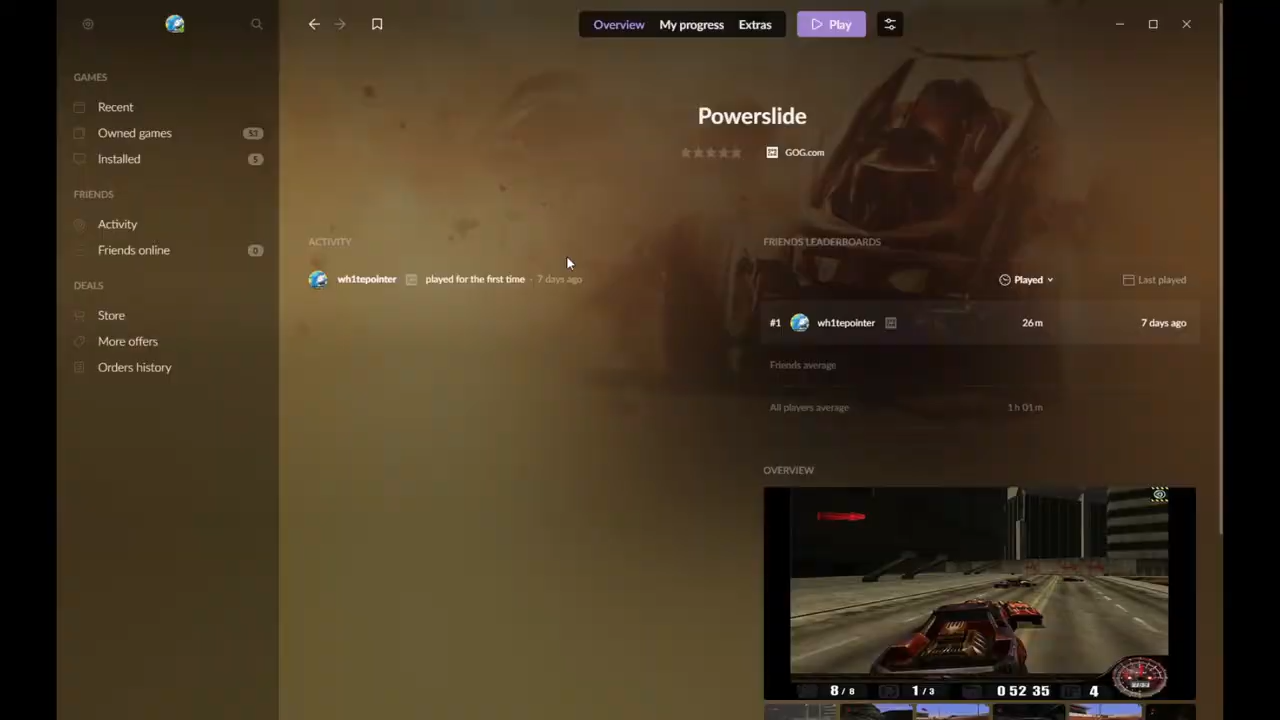 Overview My progress Extras Play
GAMES
Recent
Owned games 53
Installed 5
FRIENDS
Activity
Friends online 0
DEALS
Store
More offers
Orders history
Powerslide
GOG.com
ACTIVITY
wh1tepointer played for the first time · 7 days ago
FRIENDS LEADERBOARDS
Played Last played
#1 wh1tepointer 26m 7 days ago
Friends average
All players average 1h 01m
OVERVIEW
8/8 1/3 0 52 35 4